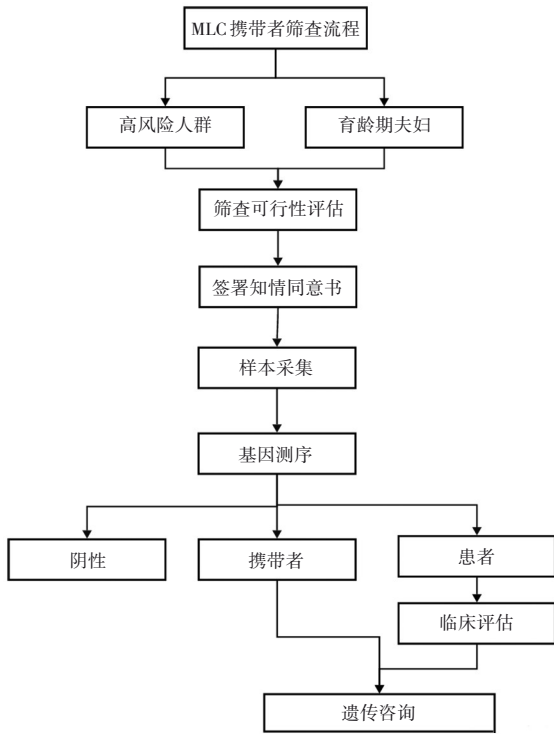 MLC携带者筛查流程
高风险人群
育龄期夫妇
筛查可行性评估
签署知情同意书
样本采集
基因测序
阴性
携带者
患者
临床评估
遗传咨询